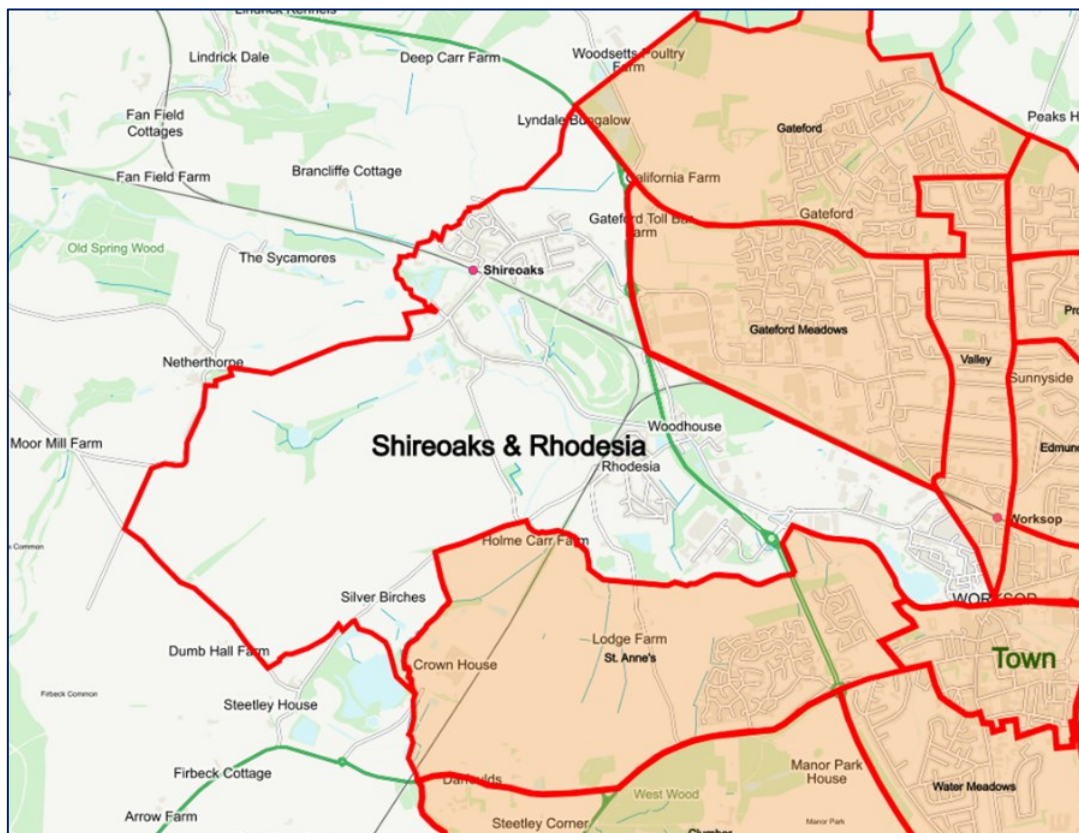 Lindrick Kennels
Lindrick Dale
Deep Carr Farm
Woodsetts Poultry
Farm
Fan Field
Cottages
Lyndale Bungalow
Gateford
Peaks H
Fan Field Farm
Brancliffe Cottage
California Farm
Gateford Toll Bar
Farm
Gateford
Old Spring Wood
The Sycamores
Shireoaks
Gateford Meadows
Pro
Netherthorpe
Valley
Sunnyside
Moor Mill Farm
Shireoaks & Rhodesia
Woodhouse
Edmund
Rhodesia
Worksop
Common
Holme Carr Farm
Silver Birches
WORKSOP
Dumb Hall Farm
Crown House
Lodge Farm
St. Anne's
Town
Firbeck Common
Steetley House
Firbeck Cottage
Darfoulds
Manor Park
House
West Wood
Water Meadows
Arrow Farm
Steetley Corner
Clumber
Manor Park